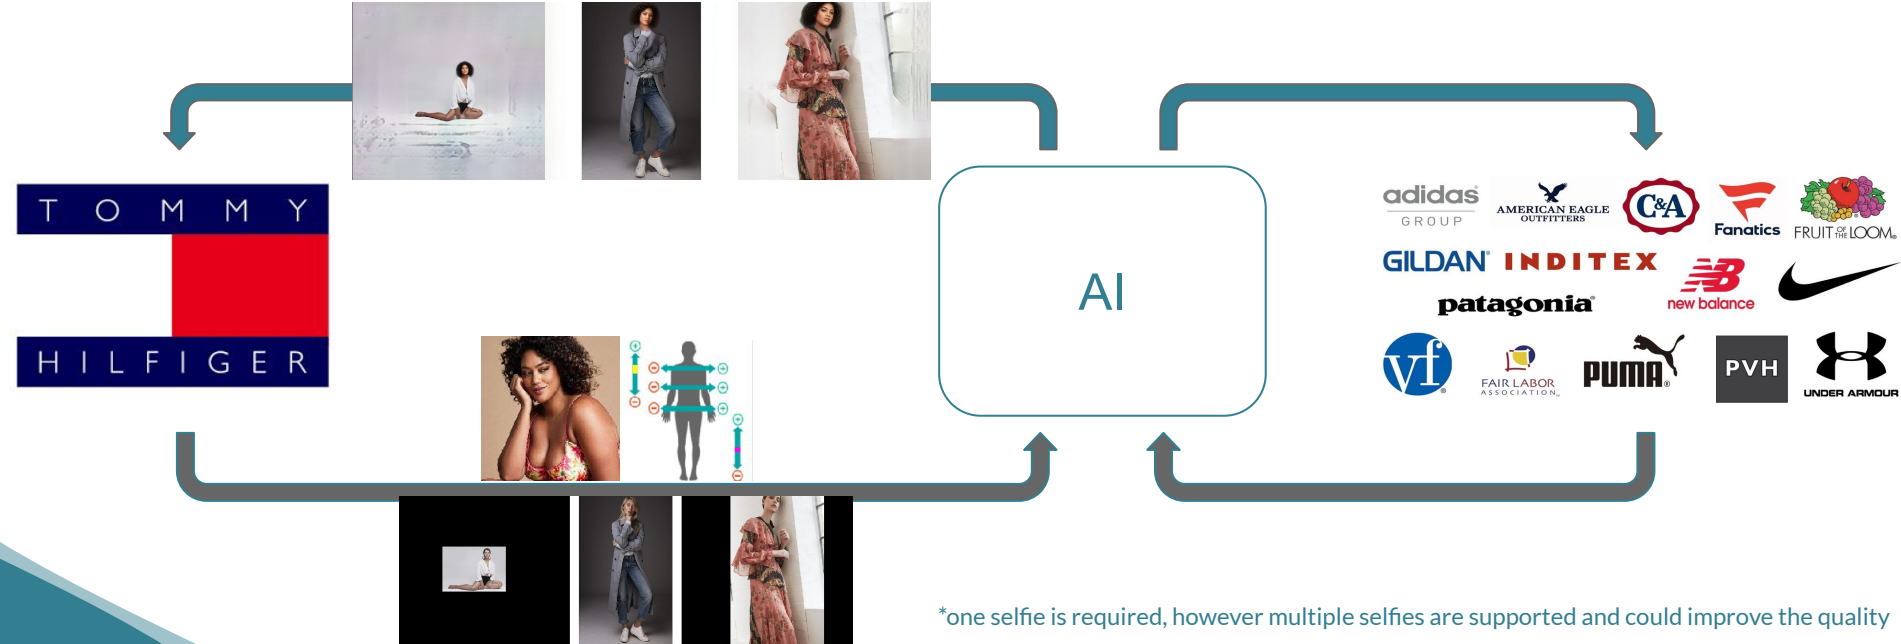 TOMMY
HILFIGER
AI
adidas
GROUP
AMERICAN EAGLE
OUTFITTERS
C&A
Fanatics
FRUIT OF THE LOOM®
GILDAN®
INDITEX
patagonia®
new balance
vf®
FAIR LABOR
ASSOCIATION
PUMA®
PVH
UNDER ARMOUR
*one selfie is required, however multiple selfies are supported and could improve the quality